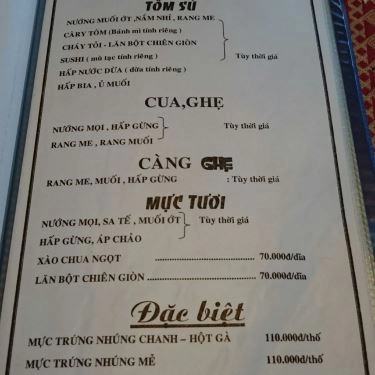 TÔM SÚ
NƯỚNG MUỐI ỚT ,NẤM NHỈ , RANG ME
CÀRY TÔM (Bánh mì tính riêng )
CHÁY TỎI - LĂN BỘT CHIÊN GIÒN
SUSHI ( mù tạc tính riêng ) Tùy thời giá
HẤP NƯỚC DỪA ( dừa tính riêng )
HẤP BIA , Ủ MUỐI
CUA,GHẸ
NƯỚNG MỌI , HẤP GỪNG Tùy thời giá
RANG ME , RANG MUỐI
CÀNG GHẸ
RANG ME, MUỐI , HẤP GỪNG : Tùy thời giá
MỰC TƯƠI
NƯỚNG MỌI, SA TẾ , MUỐI ỚT Tùy thời giá
HẤP GỪNG, ÁP CHẢO
XÀO CHUA NGỌT 70.000đ/dĩa
LĂN BỘT CHIÊN GIÒN 70.000đ/dĩa
Đặc biệt
MỰC TRỨNG NHÚNG CHANH – HỘT GÀ 110.000đ/thố
MỰC TRỨNG NHÚNG MẺ 110.000đ/thố